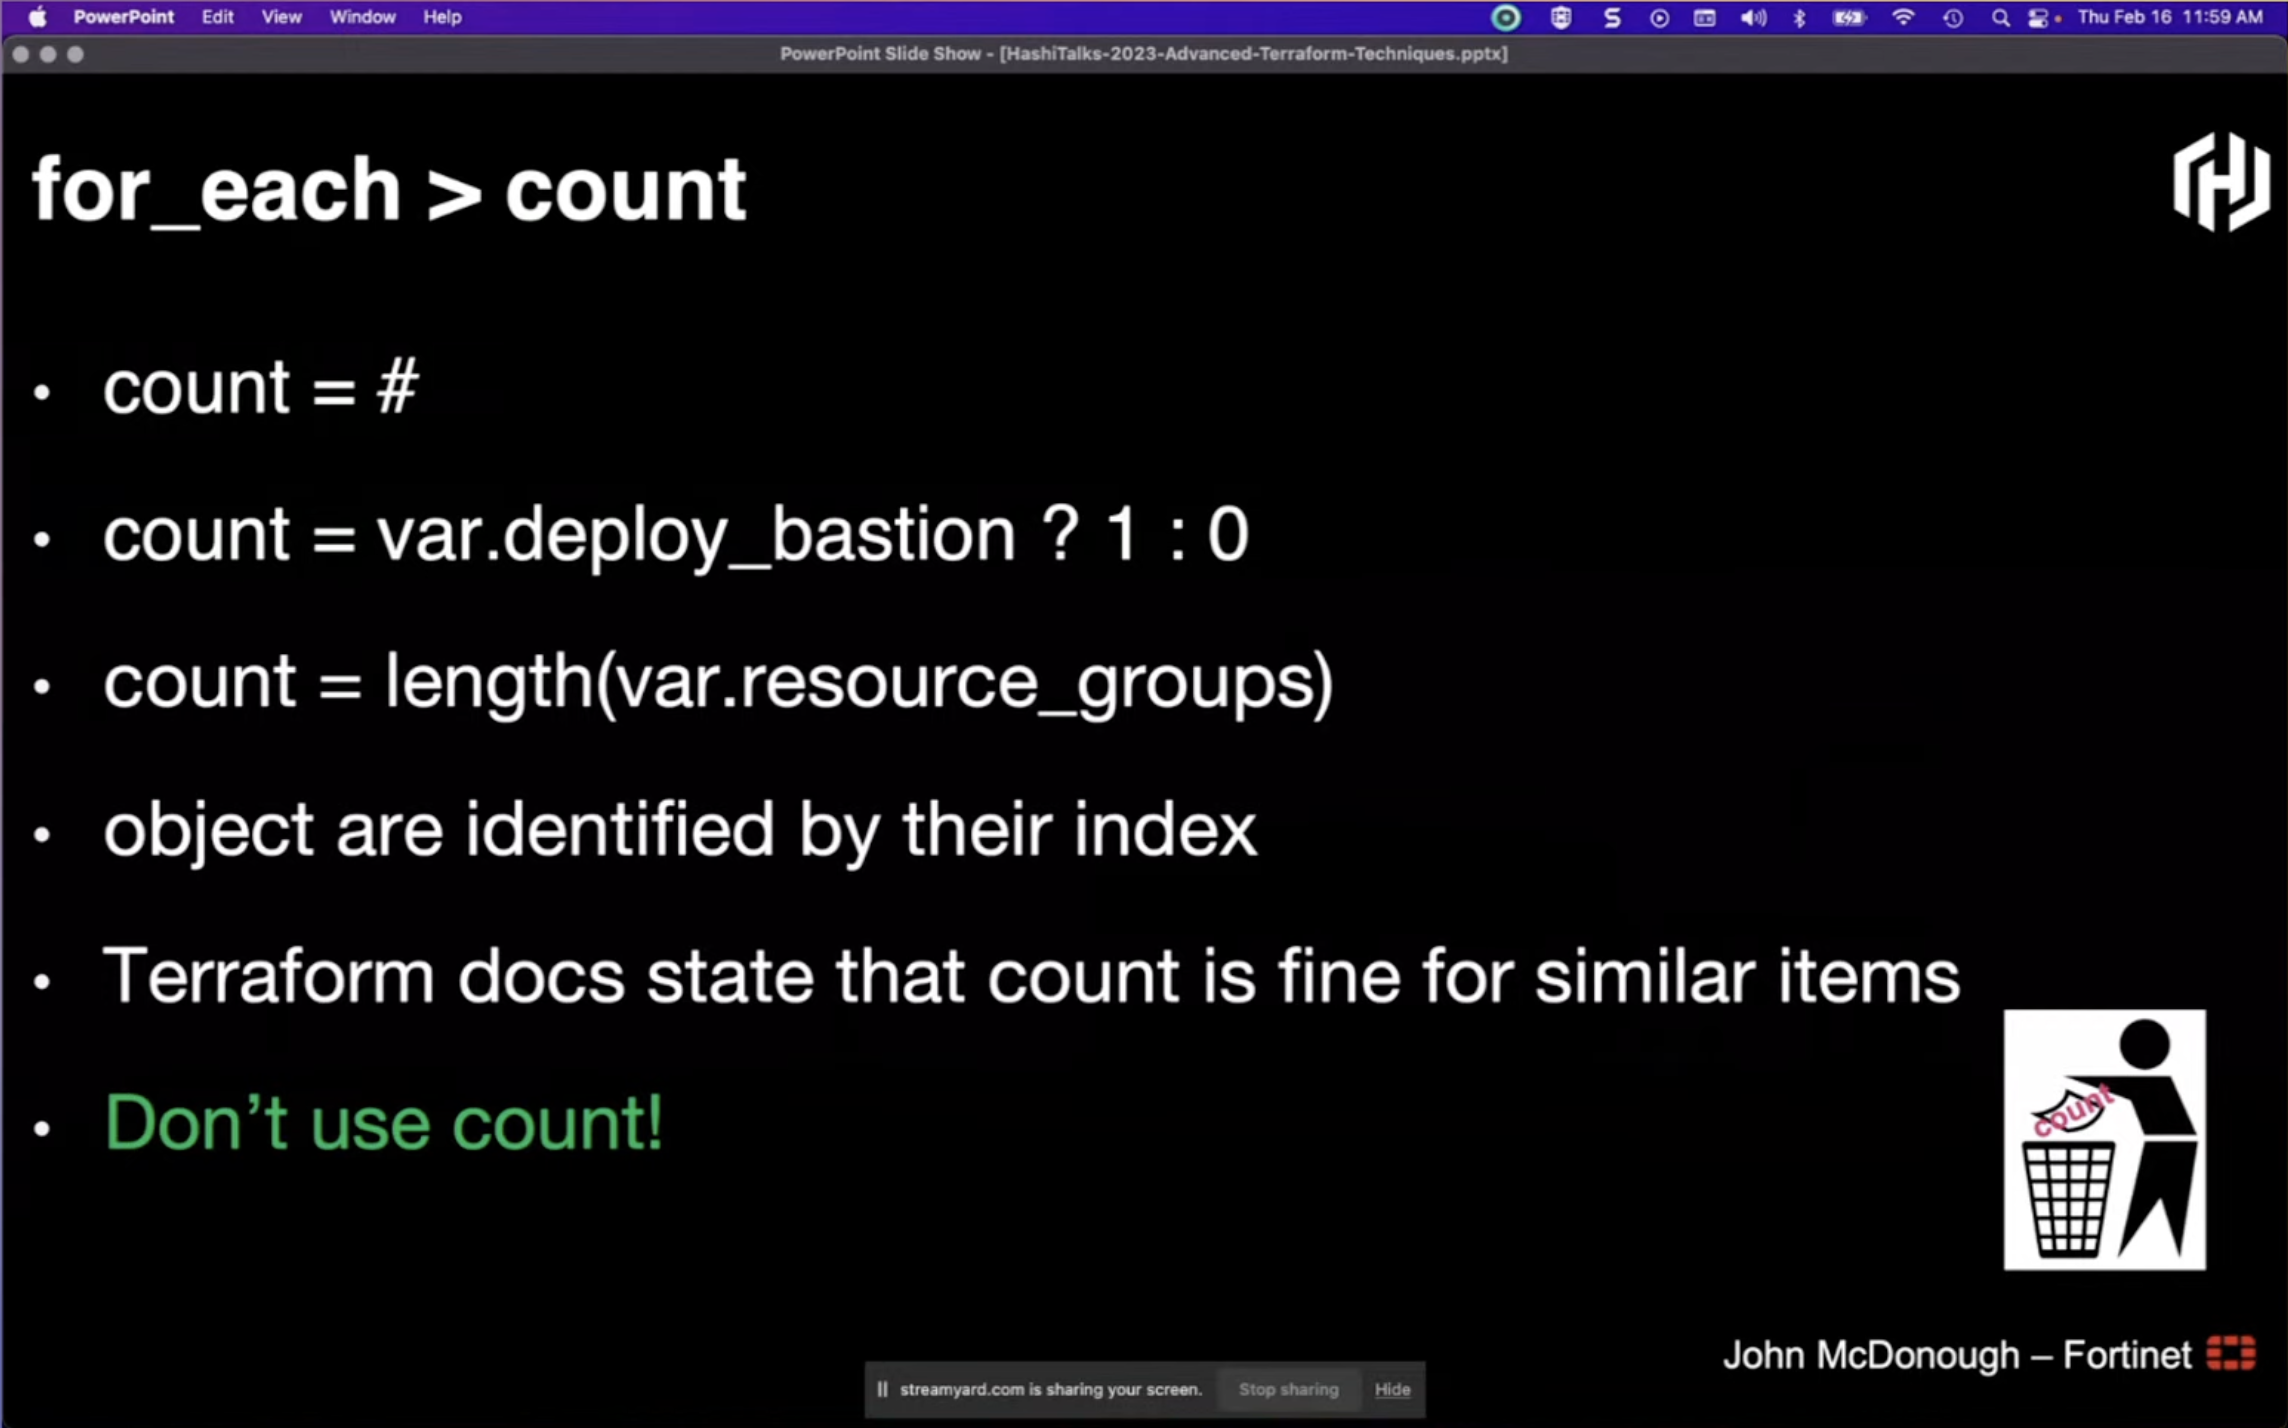 PowerPoint Edit View Window Help Thu Feb 16 11:59 AM
PowerPoint Slide Show - [HashiTalks-2023-Advanced-Terraform-Techniques.pptx]
for_each > count
• count = #
• count = var.deploy_bastion ? 1 : 0
• count = length(var.resource_groups)
• object are identified by their index
• Terraform docs state that count is fine for similar items
• Don’t use count!
count
John McDonough – Fortinet
streamyard.com is sharing your screen. Stop sharing Hide